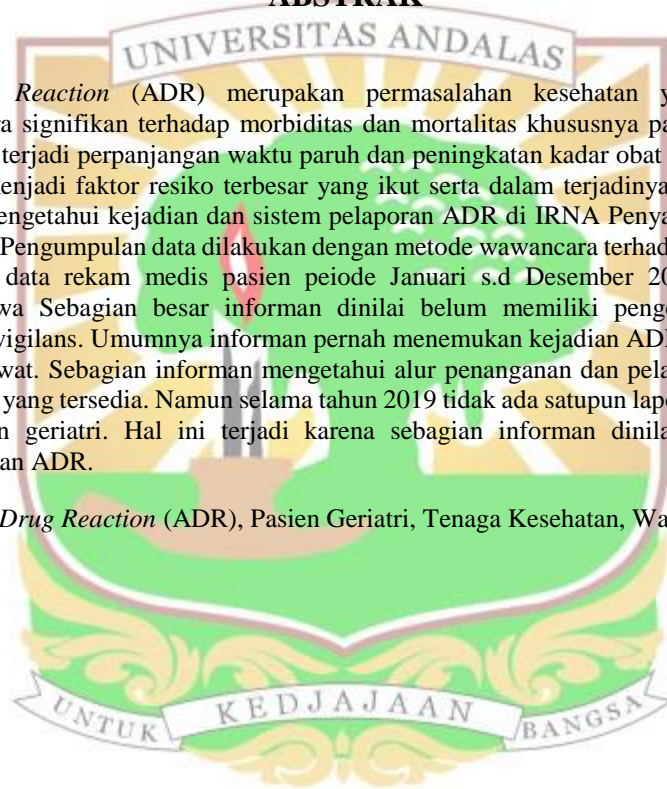 ABSTRAK
UNIVERSITAS ANDALAS
Reaction (ADR) merupakan permasalahan kesehatan
signifikan terhadap morbiditas dan mortalitas khususnya
terjadi perpanjangan waktu paruh dan peningkatan kadar obat
enjadi faktor resiko terbesar yang ikut serta dalam terjadinya
engetahui kejadian dan sistem pelaporan ADR di IRNA Penya
Pengumpulan data dilakukan dengan metode wawancara terhad
data rekam medis pasien peiode Januari s.d Desember 20
wa Sebagian besar informan dinilai belum memiliki penge
vigilans. Umumnya informan pernah menemukan kejadian ADR
wat. Sebagian informan mengetahui alur penanganan dan pela
yang tersedia. Namun selama tahun 2019 tidak ada satupun lapo
n geriatri. Hal ini terjadi karena sebagian informan dinila
an ADR.
Drug Reaction (ADR), Pasien Geriatri, Tenaga Kesehatan, Wa
UNTUK KEDJAJAAN BANGSA